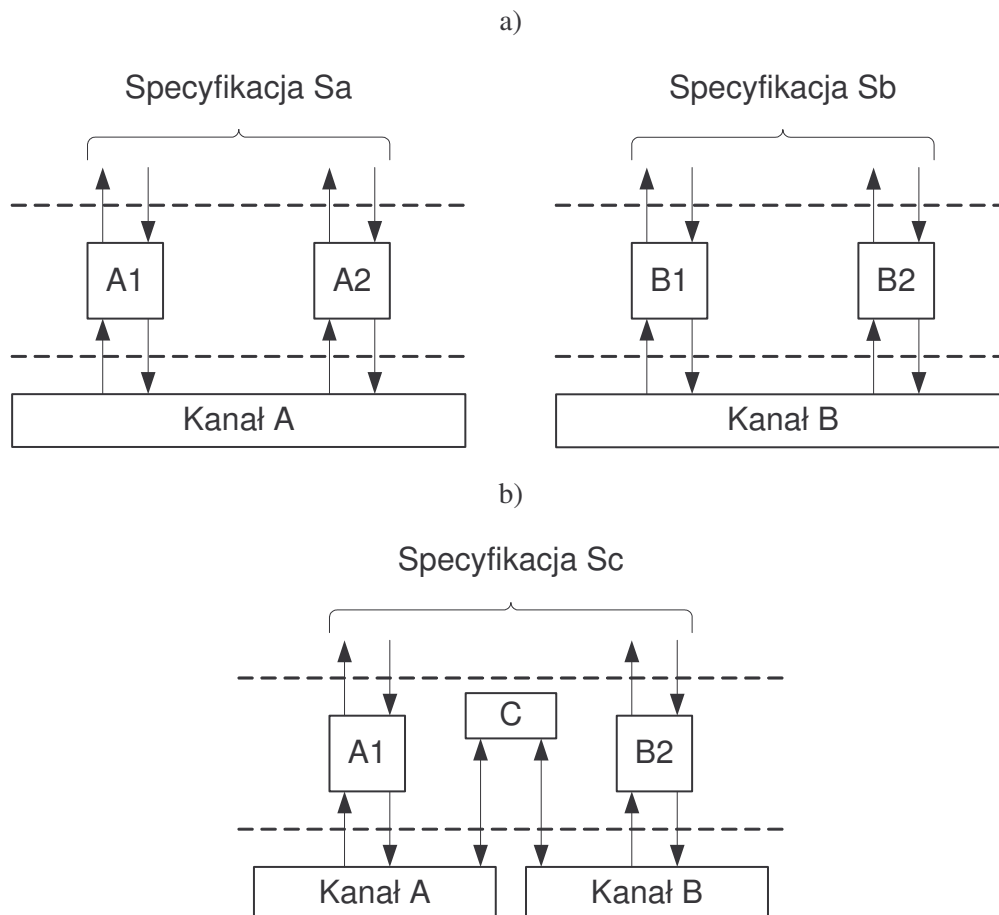 a)
Specyfikacja Sa
Specyfikacja Sb
A1
A2
B1
B2
Kanał A
Kanał B
b)
Specyfikacja Sc
C
A1
B2
Kanał A
Kanał B